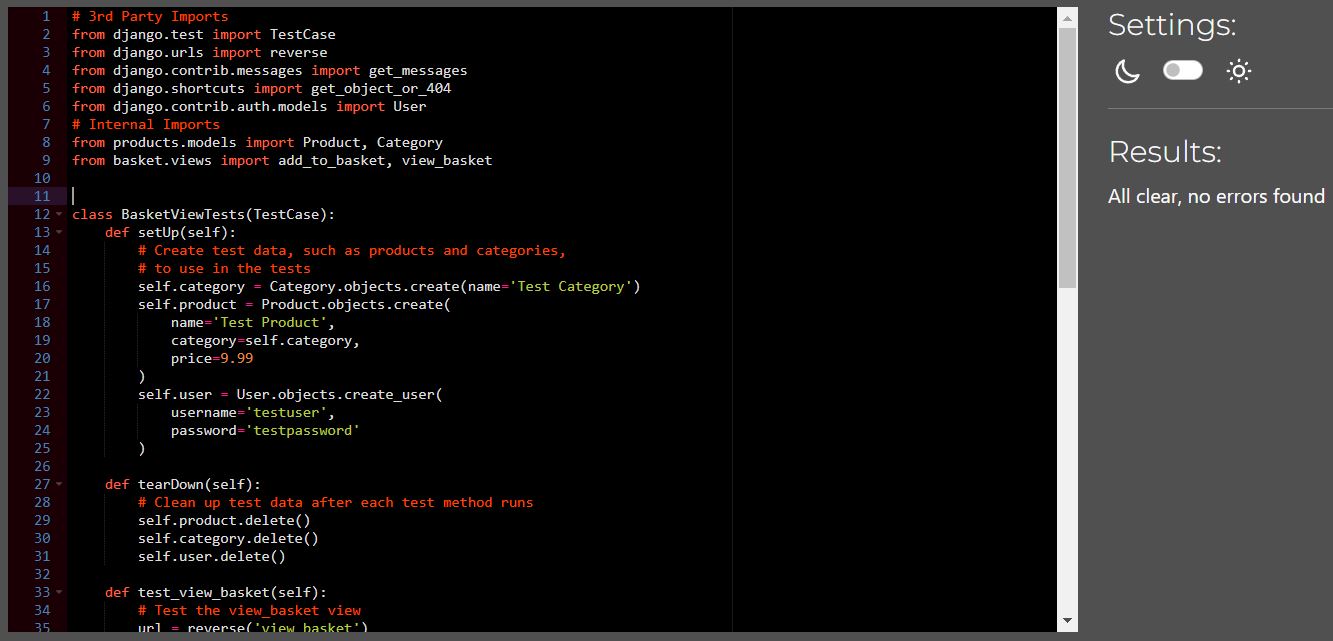 1 # 3rd Party Imports
2 from django.test import TestCase
3 from django.urls import reverse
4 from django.contrib.messages import get_messages
5 from django.shortcuts import get_object_or_404
6 from django.contrib.auth.models import User
7 # Internal Imports
8 from products.models import Product, Category
9 from basket.views import add_to_basket, view_basket
10
11
12 class BasketViewTests(TestCase):
13     def setUp(self):
14         # Create test data, such as products and categories,
15         # to use in the tests
16         self.category = Category.objects.create(name='Test Category')
17         self.product = Product.objects.create(
18             name='Test Product',
19             category=self.category,
20             price=9.99
21         )
22         self.user = User.objects.create_user(
23             username='testuser',
24             password='testpassword'
25         )
26
27     def tearDown(self):
28         # Clean up test data after each test method runs
29         self.product.delete()
30         self.category.delete()
31         self.user.delete()
32
33     def test_view_basket(self):
34         # Test the view_basket view
35         url = reverse('view_basket')
Settings:
Results:
All clear, no errors found